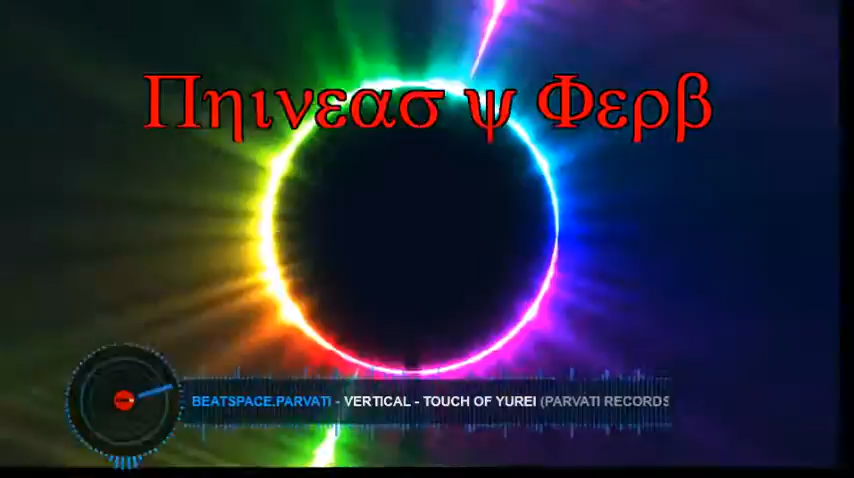 Πηινεασ ψ Φερβ
BEATSPACE.PARVATI - VERTICAL - TOUCH OF YUREI (PARVATI RECORDS